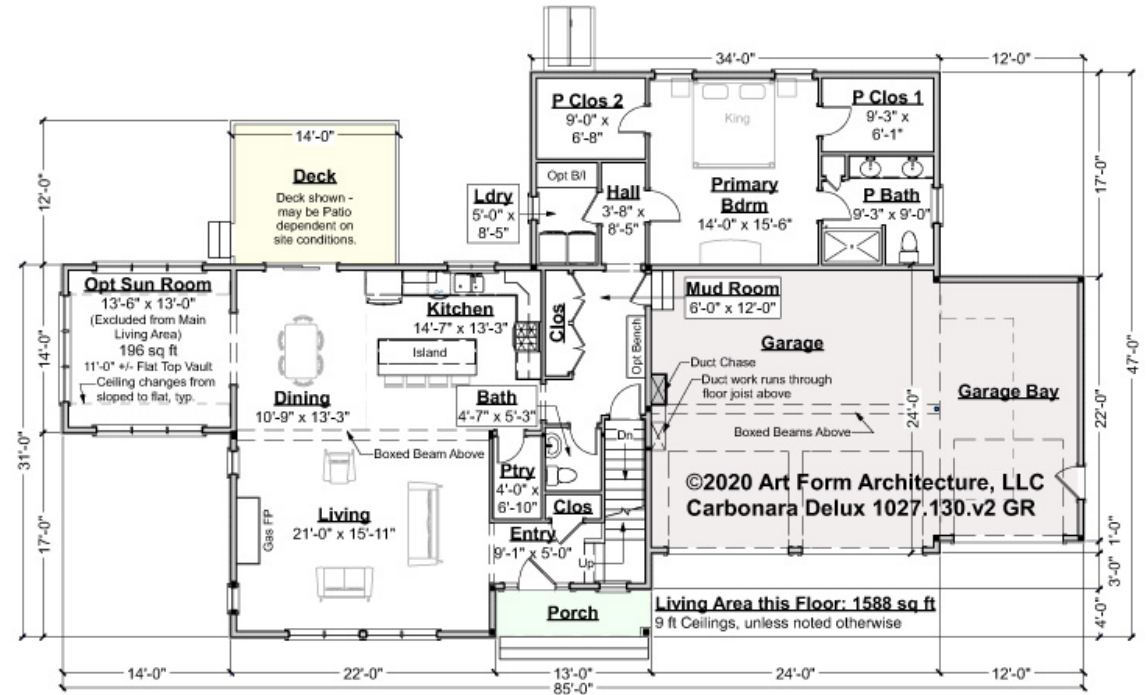 34'-0"
12'-0"
P Clos 2
9'-0" x
6'-8"
King
P Clos 1
9'-3" x
6'-1"
14'-0"
12'-0"
Deck
Deck shown -
may be Patio
dependent on
site conditions.
Opt B/I
Ldry
5'-0" x
8'-5"
Hall
3'-8" x
8'-5"
Primary
Bdrm
14'-0" x 15'-6"
P Bath
9'-3" x 9'-0"
17'-0"
Opt Sun Room
13'-6" x 13'-0"
(Excluded from Main
Living Area)
196 sq ft
11'-0" +/- Flat Top Vault
Ceiling changes from
sloped to flat, typ.
14'-0"
Kitchen
14'-7" x 13'-3"
Island
Clos
Mud Room
6'-0" x 12'-0"
Opt Bench
Garage
Duct Chase
Duct work runs through
floor joist above
Boxed Beams Above
24'-0"
Garage Bay
22'-0"
47'-0"
Dining
10'-9" x 13'-3"
Bath
4'-7" x 5'-3"
Boxed Beam Above
Dn
31'-0"
17'-0"
Gas FP
Living
21'-0" x 15'-11"
Ptry
4'-0" x
6'-10"
Clos
Entry
9'-1" x 5'-0"
Up
©2020 Art Form Architecture, LLC
Carbonara Delux 1027.130.v2 GR
1'-0"
3'-0"
4'-0"
Porch
Living Area this Floor: 1588 sq ft
9 ft Ceilings, unless noted otherwise
14'-0"
22'-0"
13'-0"
24'-0"
12'-0"
85'-0"